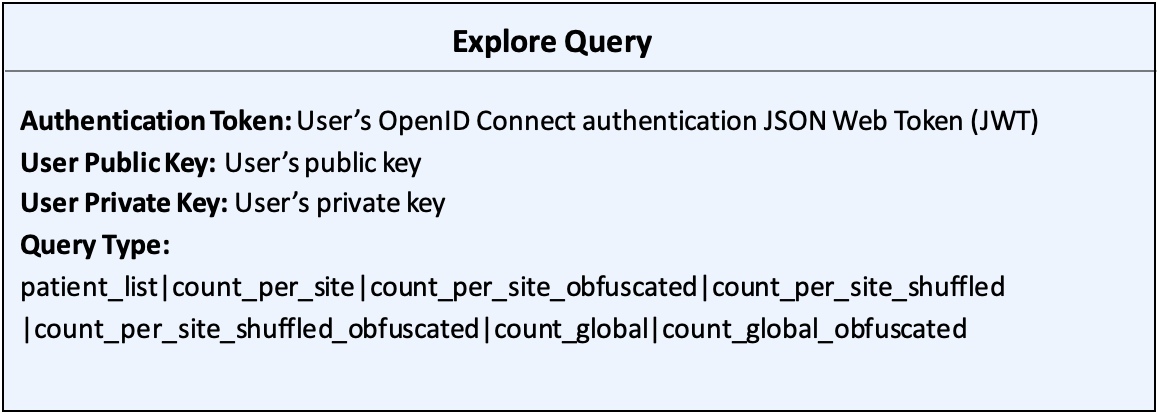 Explore Query
Authentication Token: User’s OpenID Connect authentication JSON Web Token (JWT)
User Public Key: User’s public key
User Private Key: User’s private key
Query Type:
patient_list|count_per_site|count_per_site_obfuscated|count_per_site_shuffled
|count_per_site_shuffled_obfuscated|count_global|count_global_obfuscated